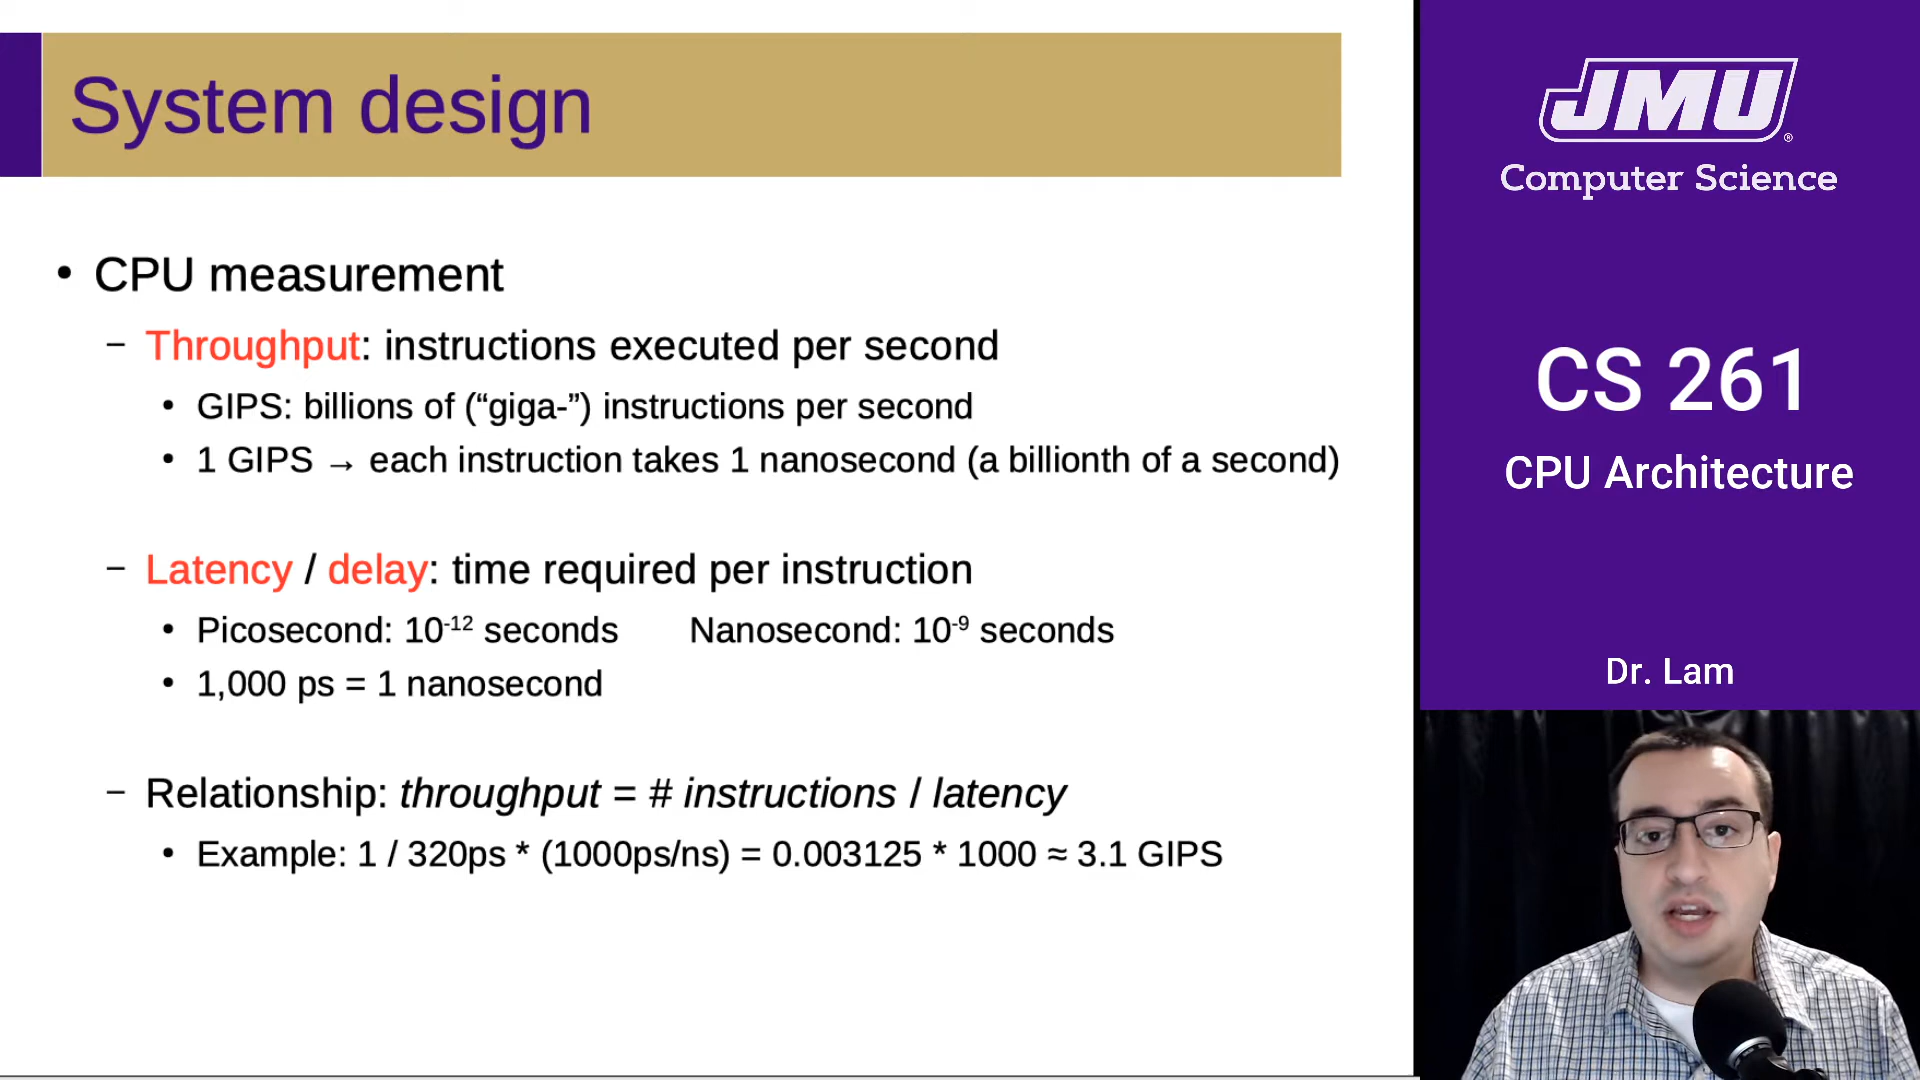 System design
• CPU measurement
– Throughput: instructions executed per second
• GIPS: billions of (“giga-”) instructions per second
• 1 GIPS → each instruction takes 1 nanosecond (a billionth of a second)
– Latency / delay: time required per instruction
• Picosecond: 10⁻¹² seconds Nanosecond: 10⁻⁹ seconds
• 1,000 ps = 1 nanosecond
– Relationship: throughput = # instructions / latency
• Example: 1 / 320ps * (1000ps/ns) = 0.003125 * 1000 ≈ 3.1 GIPS
JMU®
Computer Science
CS 261
CPU Architecture
Dr. Lam